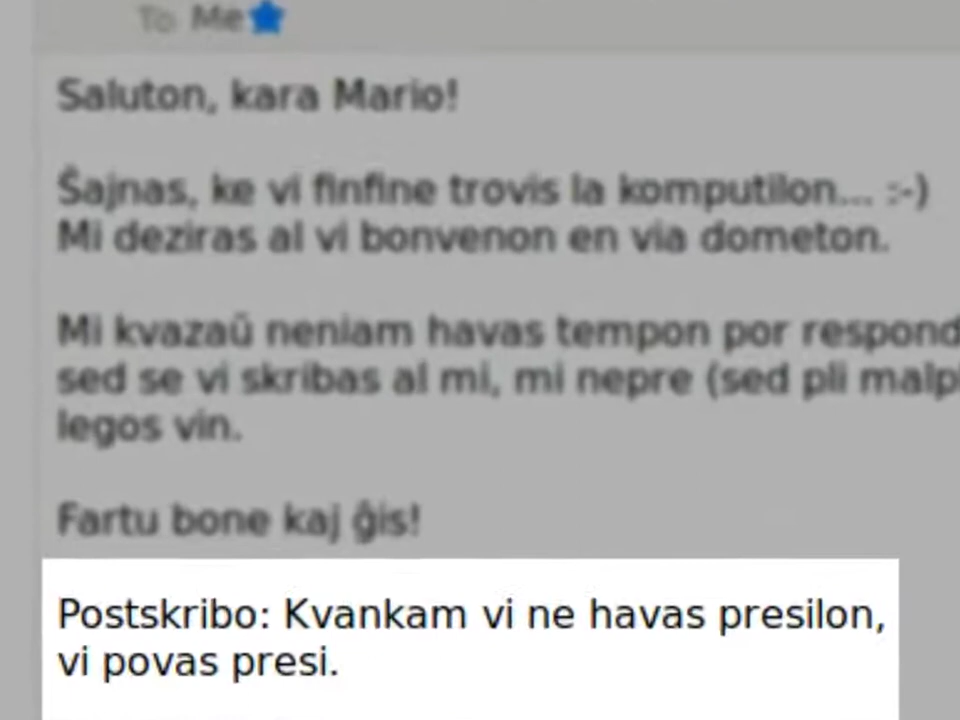 To Me
Saluton, kara Mario!
Ŝajnas, ke vi finfine trovis la komputilon... :-)
Mi deziras al vi bonvenon en via dometon.
Mi kvazaŭ neniam havas tempon por respond
sed se vi skribas al mi, mi nepre (sed pli malp
legos vin.
Fartu bone kaj ĝis!
Postskribo: Kvankam vi ne havas presilon,
vi povas presi.